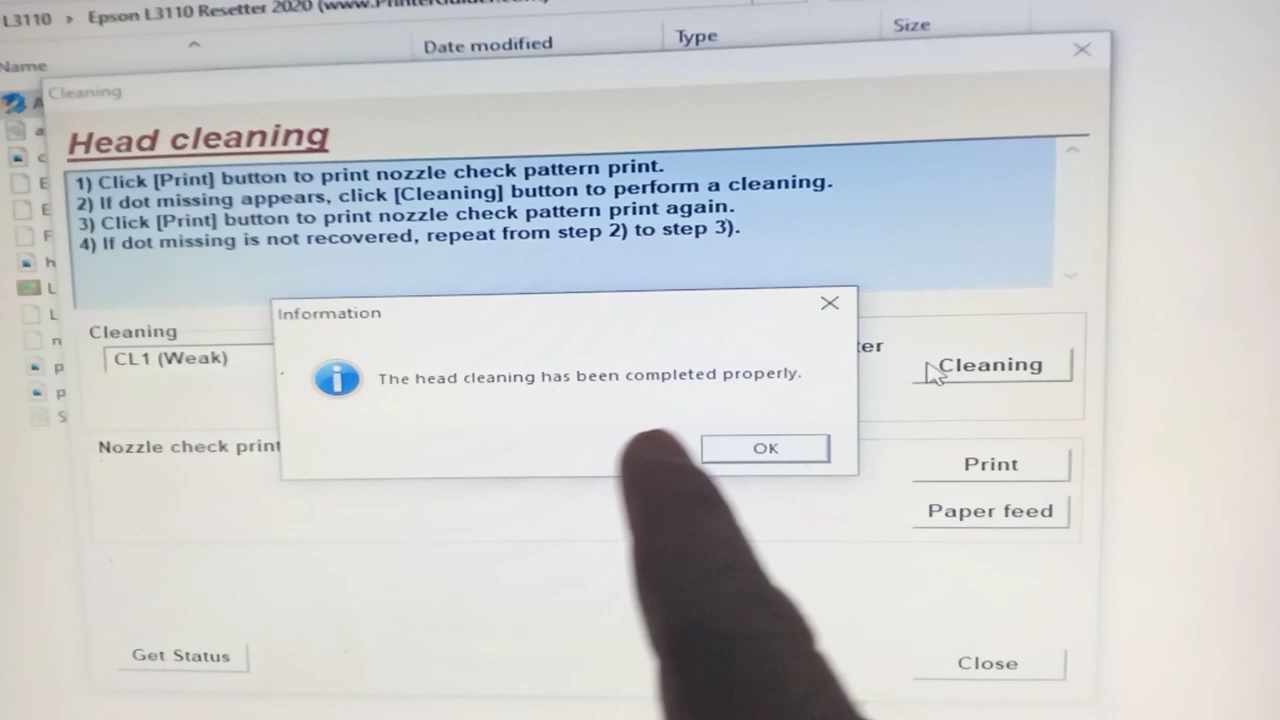 L3110 › Epson L3110 Resetter 2020
Name
Date modified
Type
Size
Cleaning
Head cleaning
1) Click [Print] button to print nozzle check pattern print.
2) If dot missing appears, click [Cleaning] button to perform a cleaning.
3) Click [Print] button to print nozzle check pattern print again.
4) If dot missing is not recovered, repeat from step 2) to step 3).
Cleaning
CL1 (Weak)
Information
The head cleaning has been completed properly.
OK
Cleaning
Nozzle check print
Print
Paper feed
Get Status
Close